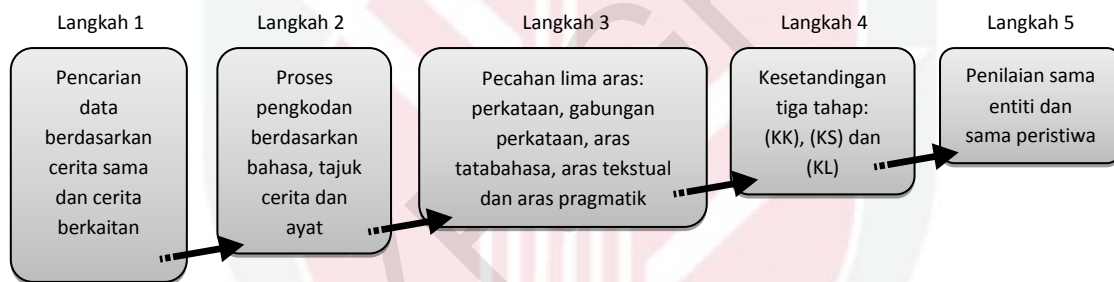 Langkah 1
Langkah 2
Langkah 3
Langkah 4
Langkah 5
Pencarian
data
berdasarkan
cerita sama
dan cerita
berkaitan
Proses
pengkodan
berdasarkan
bahasa, tajuk
cerita dan
ayat
Pecahan lima aras:
perkataan, gabungan
perkataan, aras
tatabahasa, aras tekstual
dan aras pragmatik
Kesetandingan
tiga tahap:
(KK), (KS) dan
(KL)
Penilaian sama
entiti dan
sama peristiwa